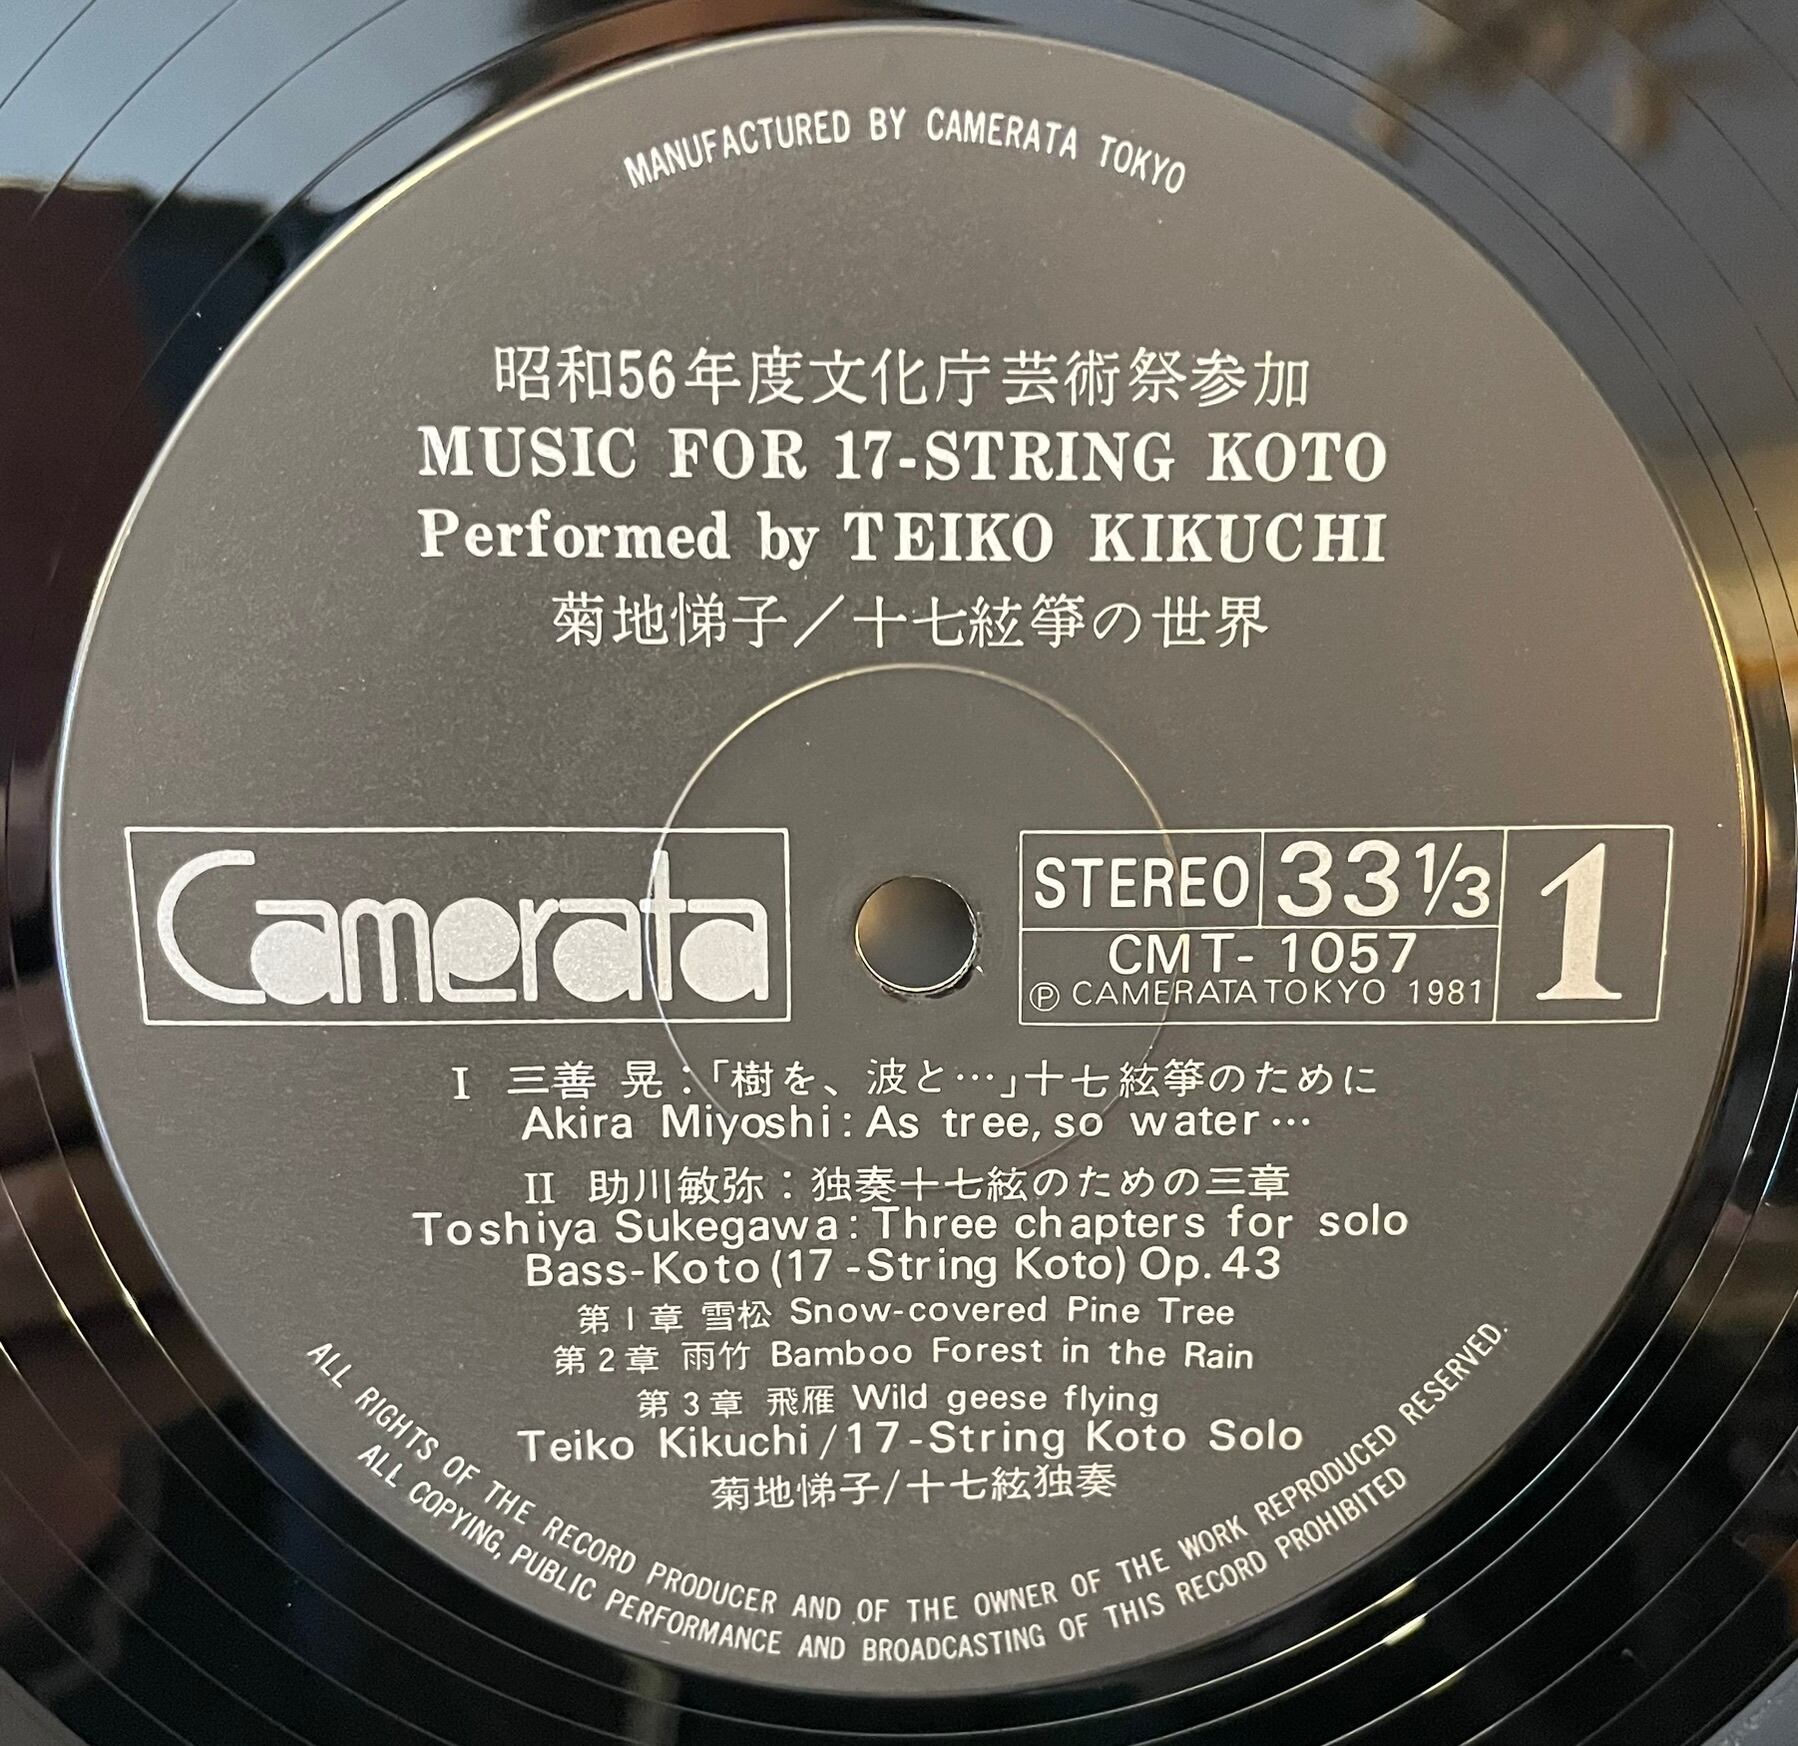 MANUFACTURED BY CAMERATA TOKYO
昭和56年度文化庁芸術祭参加
MUSIC FOR 17-STRING KOTO
Performed by TEIKO KIKUCHI
菊地悌子／十七絃箏の世界
Camerata
STEREO 33 1/3
CMT-1057
Ⓟ CAMERATA TOKYO 1981
1
I 三善 晃：「樹を、波と…」十七絃箏のために
Akira Miyoshi: As tree, so water…
II 助川敏弥：独奏十七絃のための三章
Toshiya Sukegawa: Three chapters for solo
Bass-Koto (17-String Koto) Op. 43
第1章 雪松 Snow-covered Pine Tree
第2章 雨竹 Bamboo Forest in the Rain
第3章 飛雁 Wild geese flying
Teiko Kikuchi/17-String Koto Solo
菊地悌子/十七絃独奏
ALL RIGHTS OF THE RECORD PRODUCER AND OF THE OWNER OF THE WORK REPRODUCED RESERVED.
ALL COPYING, PUBLIC PERFORMANCE AND BROADCASTING OF THIS RECORD PROHIBITED